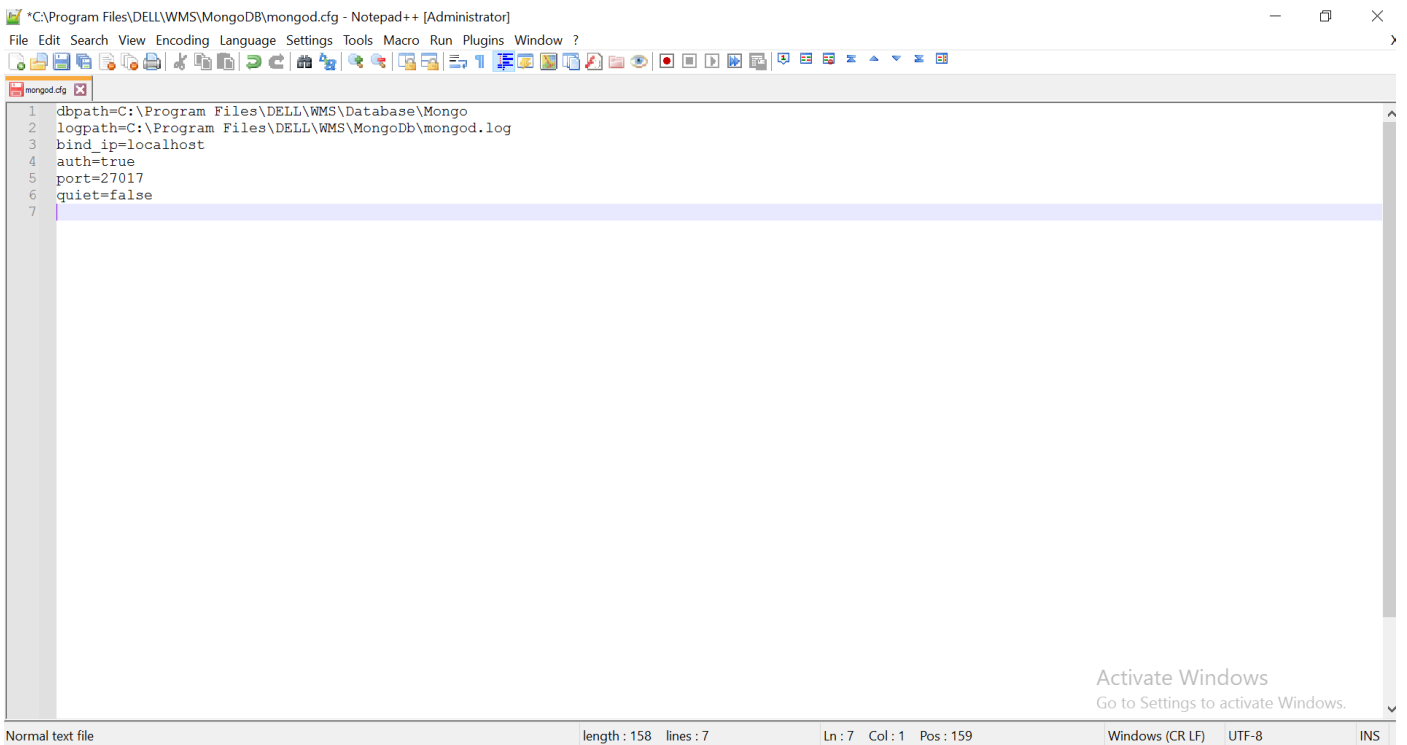 *C:\Program Files\DELL\WMS\MongoDB\mongod.cfg - Notepad++ [Administrator]
File Edit Search View Encoding Language Settings Tools Macro Run Plugins Window ? X
mongod.cfg
1 dbpath=C:\Program Files\DELL\WMS\Database\Mongo
2 logpath=C:\Program Files\DELL\WMS\MongoDb\mongod.log
3 bind_ip=localhost
4 auth=true
5 port=27017
6 quiet=false
7
Activate Windows
Go to Settings to activate Windows.
Normal text file length : 158 lines : 7 Ln : 7 Col : 1 Pos : 159 Windows (CR LF) UTF-8 INS